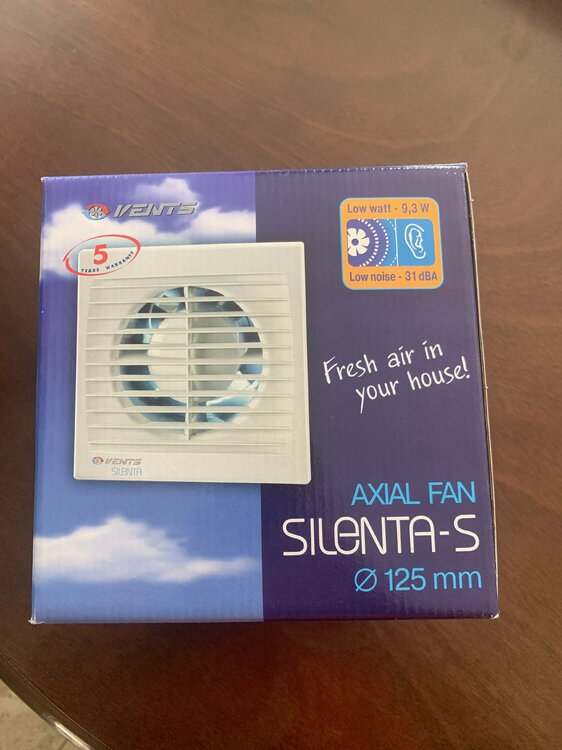 VENTS
5
YEARS WARRANTY
Low watt - 9,3 W
Low noise - 31 dBA
Fresh air in
your house!
VENTS
SILENTA
AXIAL FAN
SILENTA-S
Ø 125 mm